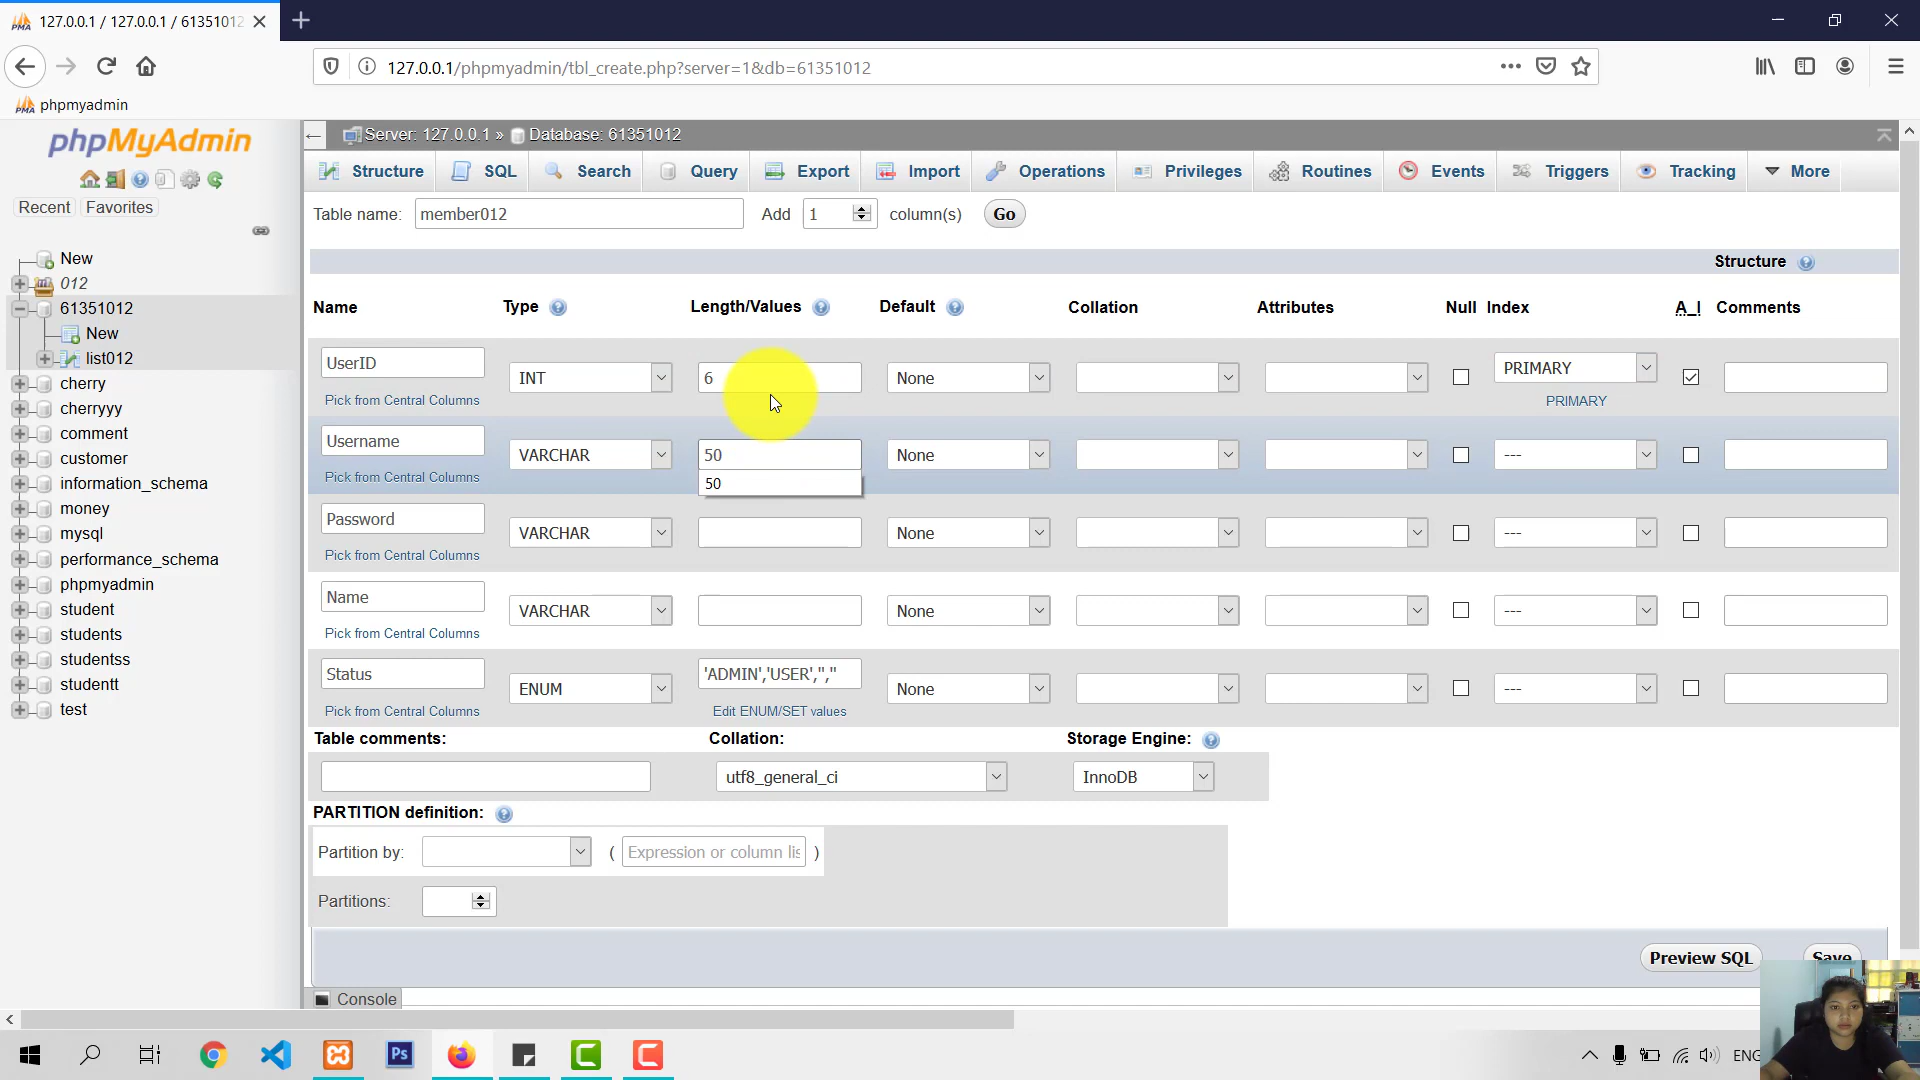 127.0.0.1 / 127.0.0.1 / 61351012
127.0.0.1/phpmyadmin/tbl_create.php?server=1&db=61351012
phpmyadmin
phpMyAdmin
Recent
Favorites
New
012
61351012
New
list012
cherry
cherryyy
comment
customer
information_schema
money
mysql
performance_schema
phpmyadmin
student
students
studentss
studentt
test
Server: 127.0.0.1 » Database: 61351012
Structure SQL Search Query Export Import Operations Privileges Routines Events Triggers Tracking More
Table name: member012 Add 1 column(s) Go
Structure
Name Type Length/Values Default Collation Attributes Null Index A_I Comments
UserID INT 6 None PRIMARY
Pick from Central Columns PRIMARY
Username VARCHAR 50 None ---
Pick from Central Columns 50
Password VARCHAR None ---
Pick from Central Columns
Name VARCHAR None ---
Pick from Central Columns
Status ENUM 'ADMIN','USER','','' None ---
Pick from Central Columns Edit ENUM/SET values
Table comments: Collation: Storage Engine:
utf8_general_ci InnoDB
PARTITION definition:
Partition by: ( Expression or column lis )
Partitions:
Preview SQL Save
Console
Ps
ENG